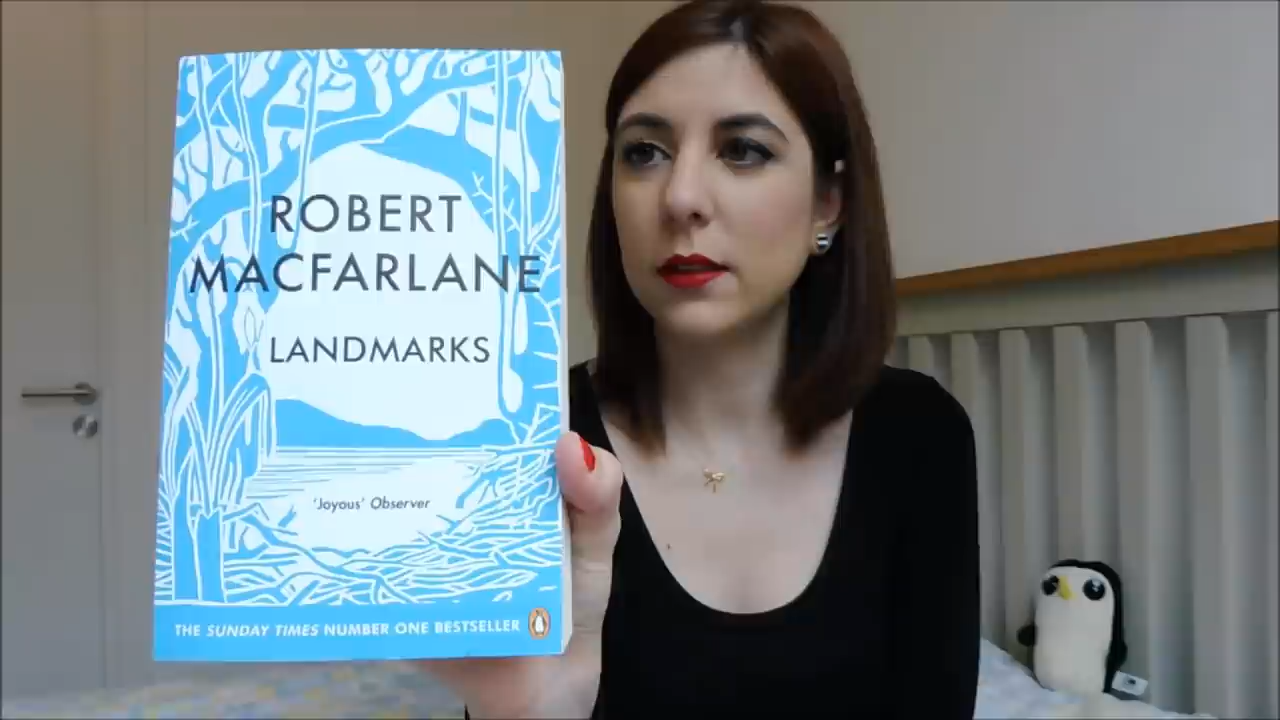 ROBERT
MACFARLANE
LANDMARKS
'Joyous' Observer
THE SUNDAY TIMES NUMBER ONE BESTSELLER